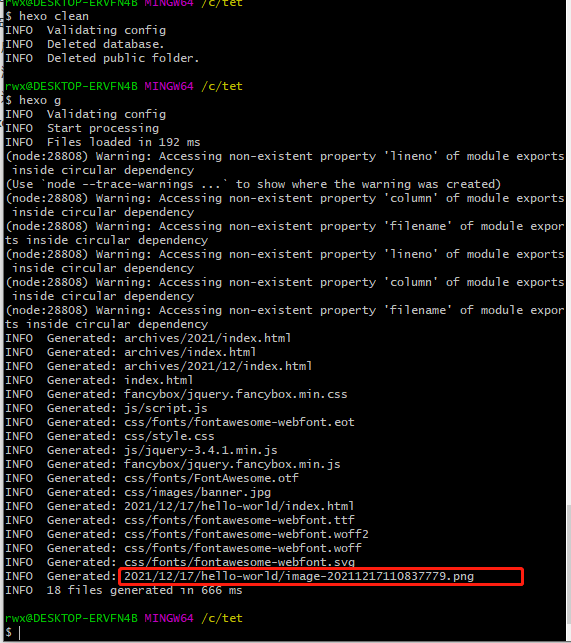 rwx@DESKTOP-ERVFN4B MINGW64 /c/tet
$ hexo clean
INFO  Validating config
INFO  Deleted database.
INFO  Deleted public folder.
rwx@DESKTOP-ERVFN4B MINGW64 /c/tet
$ hexo g
INFO  Validating config
INFO  Start processing
INFO  Files loaded in 192 ms
(node:28808) Warning: Accessing non-existent property 'lineno' of module exports
 inside circular dependency
(Use `node --trace-warnings ...` to show where the warning was created)
(node:28808) Warning: Accessing non-existent property 'column' of module exports
 inside circular dependency
(node:28808) Warning: Accessing non-existent property 'filename' of module expor
ts inside circular dependency
(node:28808) Warning: Accessing non-existent property 'lineno' of module exports
 inside circular dependency
(node:28808) Warning: Accessing non-existent property 'column' of module exports
 inside circular dependency
(node:28808) Warning: Accessing non-existent property 'filename' of module expor
ts inside circular dependency
INFO  Generated: archives/2021/index.html
INFO  Generated: archives/index.html
INFO  Generated: archives/2021/12/index.html
INFO  Generated: index.html
INFO  Generated: fancybox/jquery.fancybox.min.css
INFO  Generated: js/script.js
INFO  Generated: css/fonts/fontawesome-webfont.eot
INFO  Generated: css/style.css
INFO  Generated: js/jquery-3.4.1.min.js
INFO  Generated: fancybox/jquery.fancybox.min.js
INFO  Generated: css/fonts/FontAwesome.otf
INFO  Generated: css/images/banner.jpg
INFO  Generated: 2021/12/17/hello-world/index.html
INFO  Generated: css/fonts/fontawesome-webfont.ttf
INFO  Generated: css/fonts/fontawesome-webfont.woff2
INFO  Generated: css/fonts/fontawesome-webfont.woff
INFO  Generated: css/fonts/fontawesome-webfont.svg
INFO  Generated: 2021/12/17/hello-world/image-20211217110837779.png
INFO  18 files generated in 666 ms
rwx@DESKTOP-ERVFN4B MINGW64 /c/tet
$